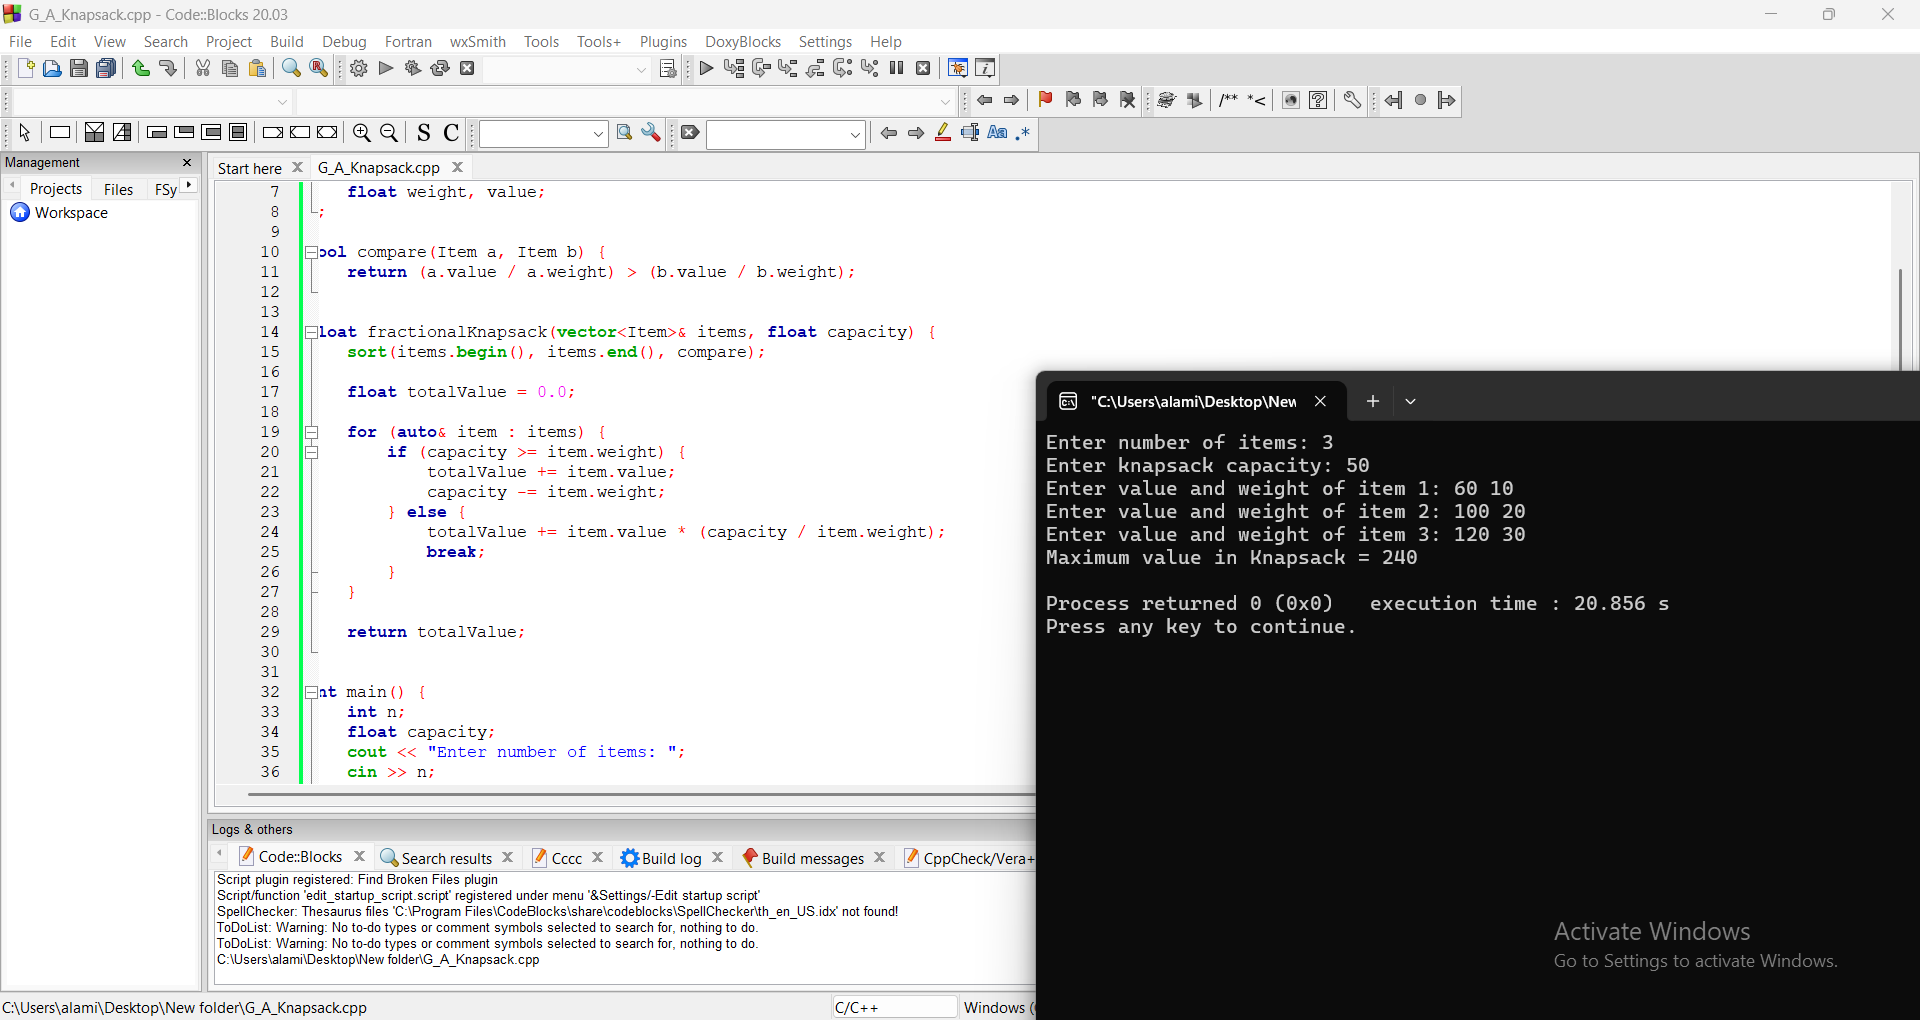 G_A_Knapsack.cpp - Code::Blocks 20.03
File Edit View Search Project Build Debug Fortran wxSmith Tools Tools+ Plugins DoxyBlocks Settings Help
Management
Projects Files FSy
Workspace
Start here G_A_Knapsack.cpp
7 float weight, value;
8 ;
9
10 ool compare(Item a, Item b) {
11 return (a.value / a.weight) > (b.value / b.weight);
12
13
14 loat fractionalKnapsack(vector<Item>& items, float capacity) {
15 sort(items.begin(), items.end(), compare);
16
17 float totalValue = 0.0;
18
19 for (auto& item : items) {
20 if (capacity >= item.weight) {
21 totalValue += item.value;
22 capacity -= item.weight;
23 } else {
24 totalValue += item.value * (capacity / item.weight);
25 break;
26 }
27 }
28
29 return totalValue;
30
31
32 nt main() {
33 int n;
34 float capacity;
35 cout << "Enter number of items: ";
36 cin >> n;
"C:\Users\alami\Desktop\New
Enter number of items: 3
Enter knapsack capacity: 50
Enter value and weight of item 1: 60 10
Enter value and weight of item 2: 100 20
Enter value and weight of item 3: 120 30
Maximum value in Knapsack = 240
Process returned 0 (0x0)   execution time : 20.856 s
Press any key to continue.
Activate Windows
Go to Settings to activate Windows.
Logs & others
Code::Blocks Search results Cccc Build log Build messages CppCheck/Vera+
Script plugin registered: Find Broken Files plugin
Script/function 'edit_startup_script.script' registered under menu '&Settings/-Edit startup script'
SpellChecker: Thesaurus files 'C:\Program Files\CodeBlocks\share\codeblocks\SpellChecker\th_en_US.idx' not found!
ToDoList: Warning: No to-do types or comment symbols selected to search for, nothing to do.
ToDoList: Warning: No to-do types or comment symbols selected to search for, nothing to do.
C:\Users\alami\Desktop\New folder\G_A_Knapsack.cpp
C:\Users\alami\Desktop\New folder\G_A_Knapsack.cpp C/C++ Windows (